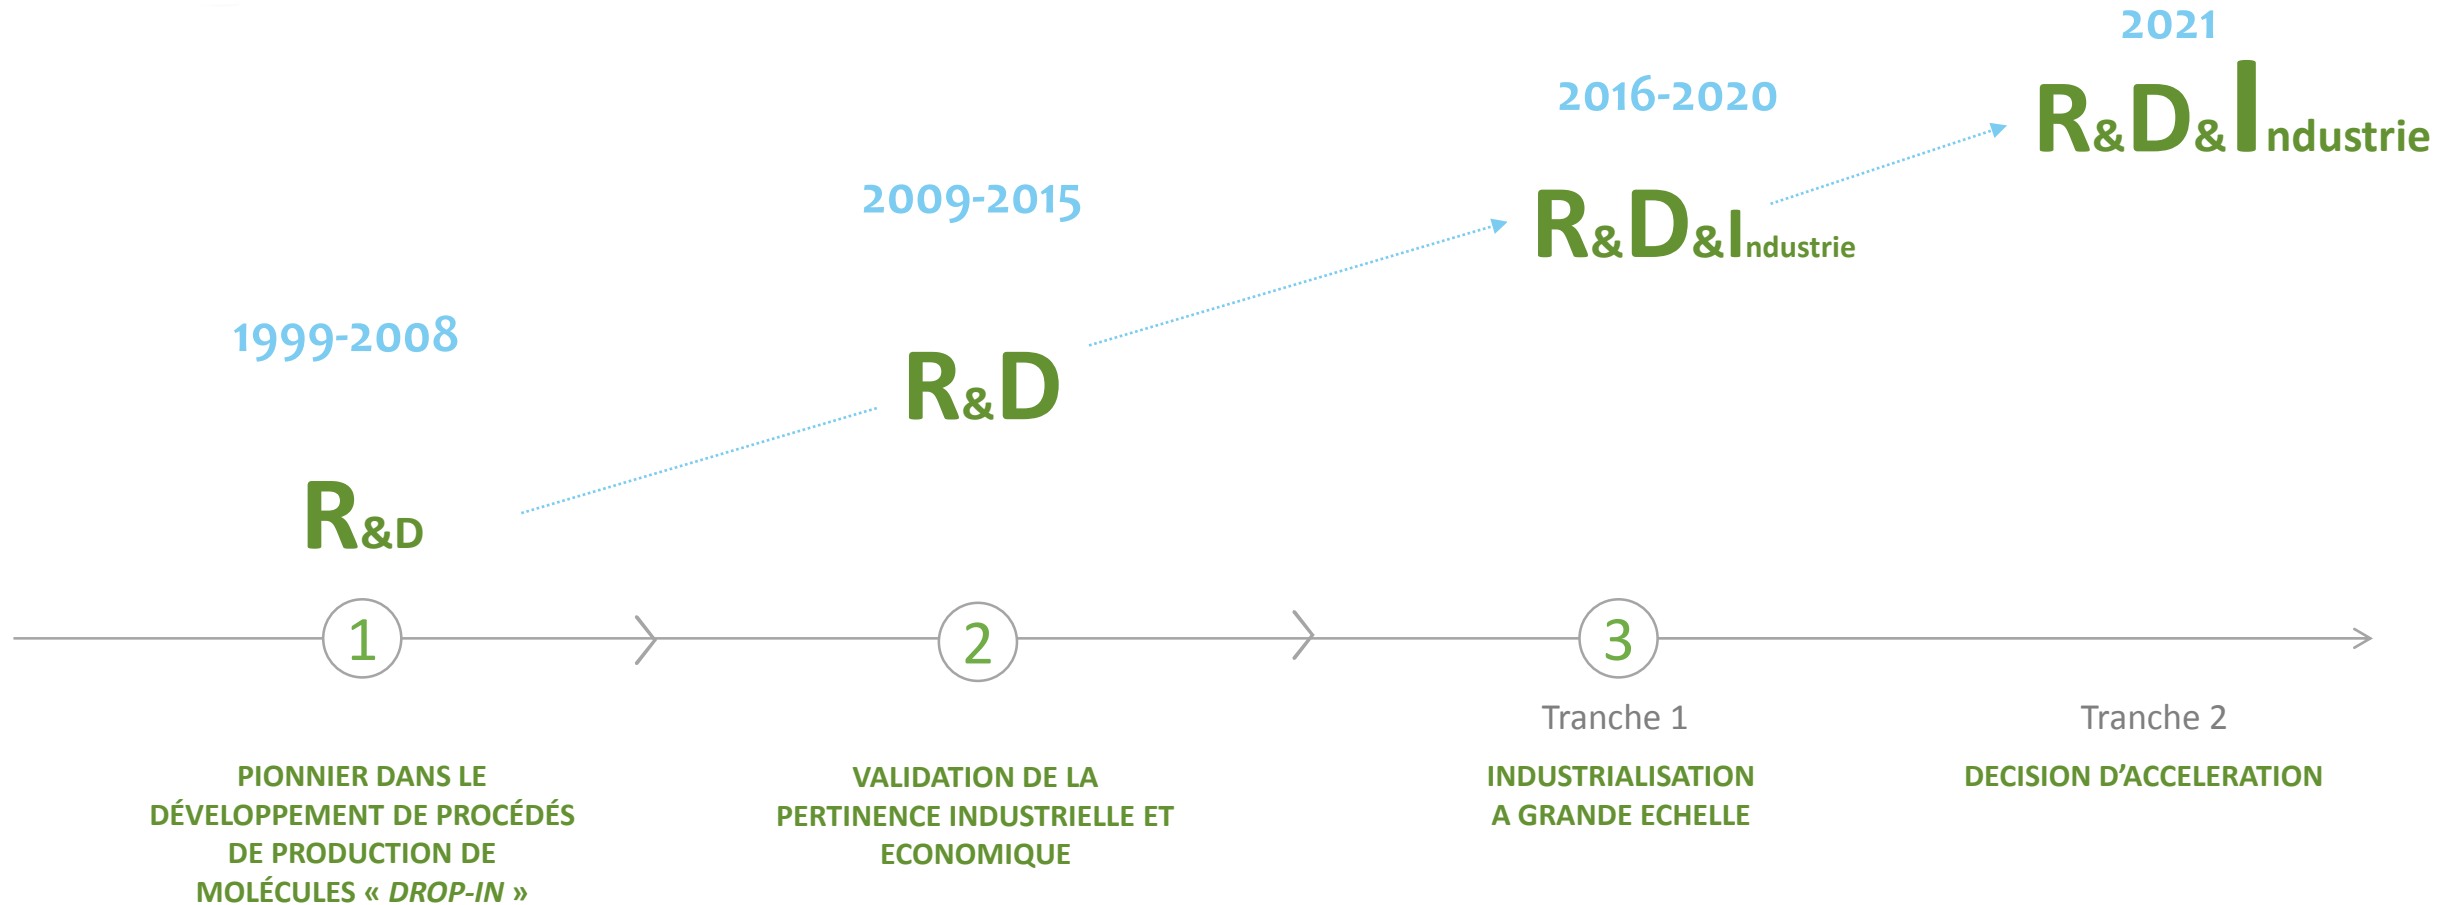 1999-2008
R&D
1
PIONNIER DANS LE
DÉVELOPPEMENT DE PROCÉDÉS
DE PRODUCTION DE
MOLÉCULES « DROP-IN »
2009-2015
R&D
2
VALIDATION DE LA
PERTINENCE INDUSTRIELLE ET
ECONOMIQUE
2016-2020
R&D&Industrie
3
Tranche 1
INDUSTRIALISATION
A GRANDE ECHELLE
2021
R&D&Industrie
Tranche 2
DECISION D’ACCELERATION